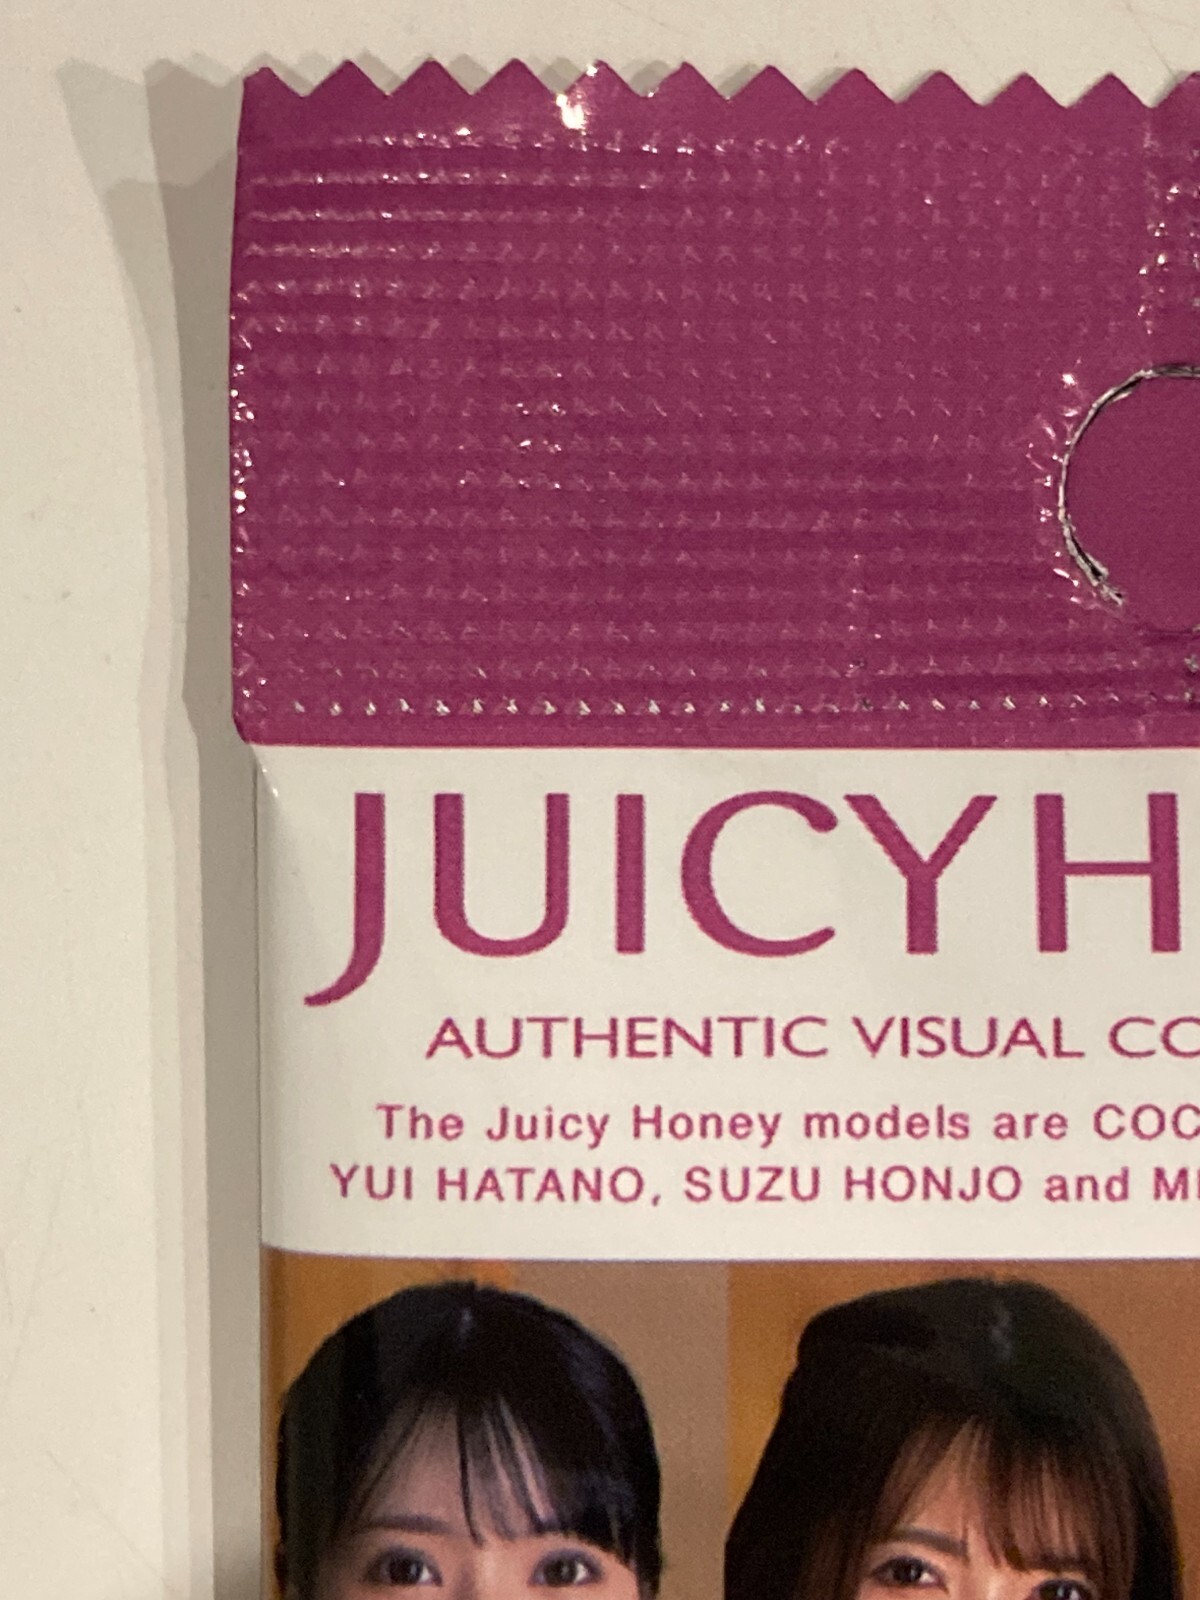 JUICYH
AUTHENTIC VISUAL CO
The Juicy Honey models are COC
YUI HATANO, SUZU HONJO and